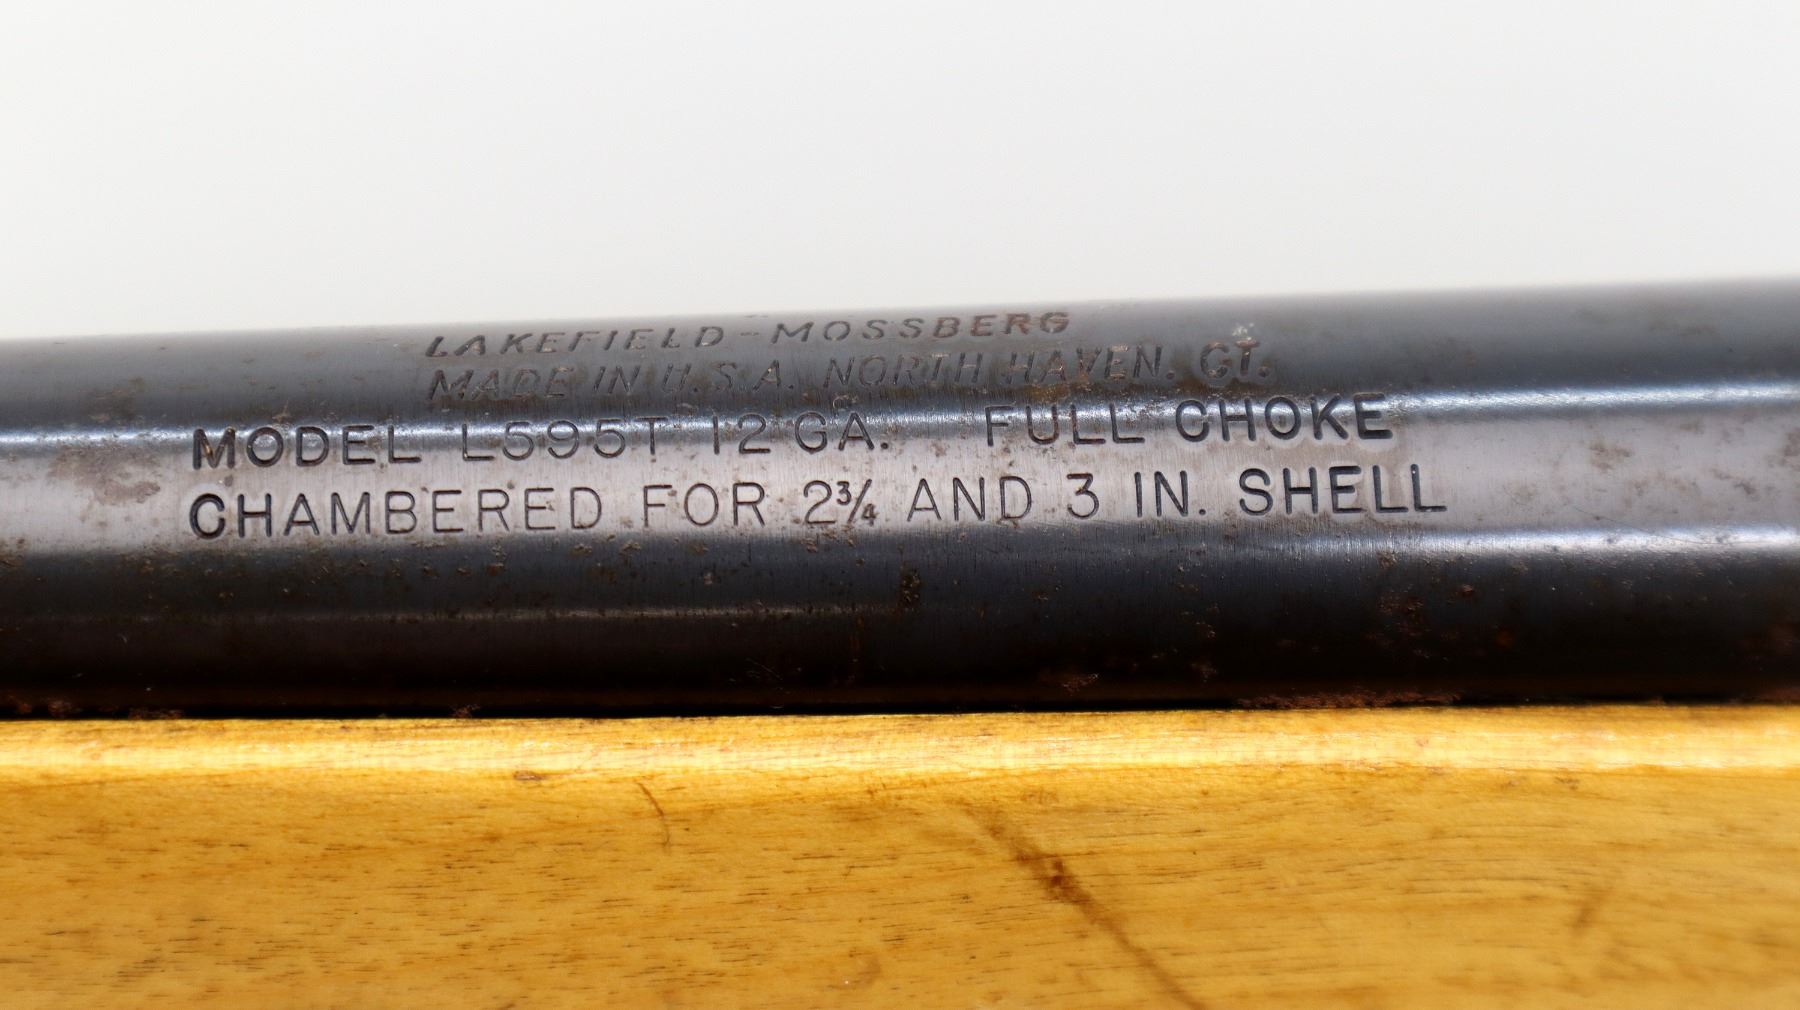 LAKEFIELD-MOSSBERG
MADE IN U.S.A. NORTH HAVEN. CT.
MODEL L595T 12 GA. FULL CHOKE
CHAMBERED FOR 2¾ AND 3 IN. SHELL